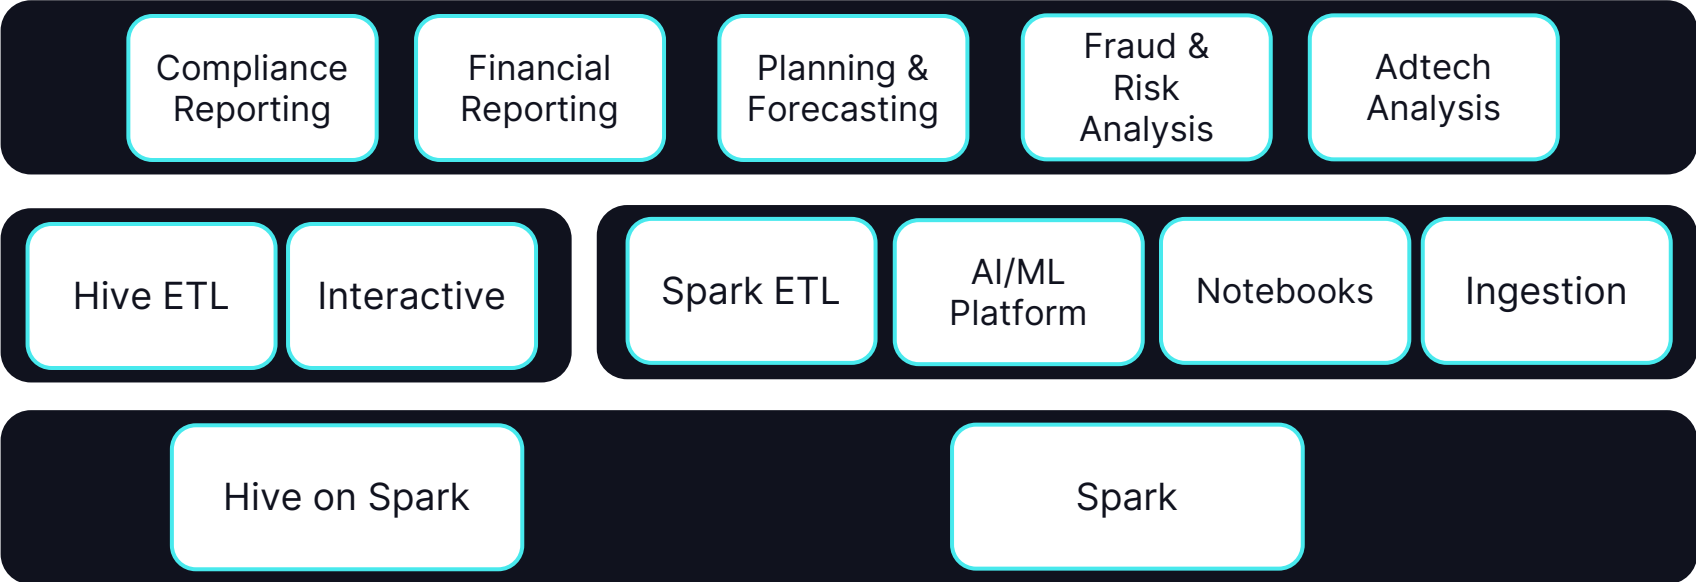 Compliance
Reporting
Financial
Reporting
Planning &
Forecasting
Fraud &
Risk
Analysis
Adtech
Analysis
Hive ETL
Interactive
Spark ETL
AI/ML
Platform
Notebooks
Ingestion
Hive on Spark
Spark